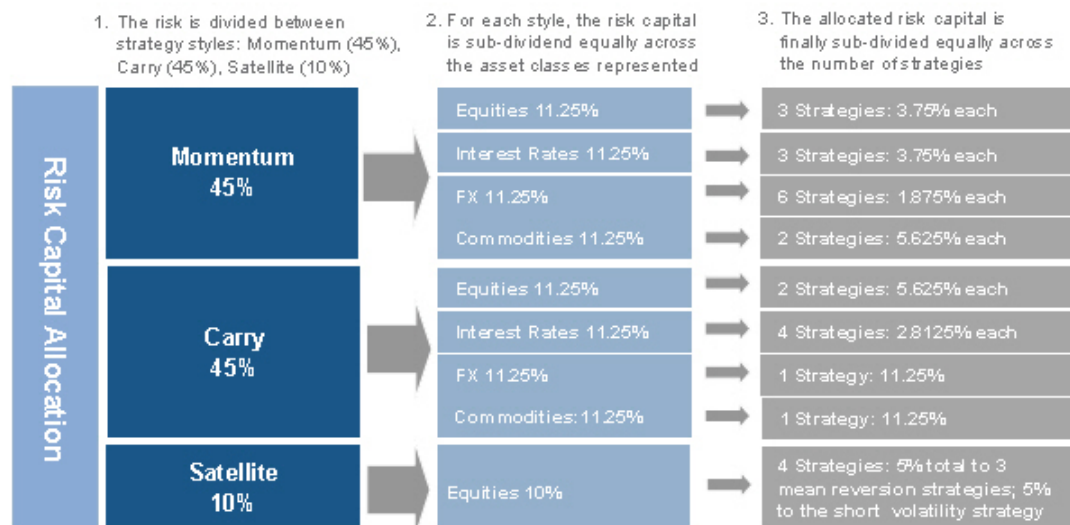 1. The risk is divided between
strategy styles: Momentum (45%),
Carry (45%), Satellite (10%)
2. For each style, the risk capital
is sub-dividend equally across
the asset classes represented
3. The allocated risk capital is
finally sub-divided equally across
the number of strategies
Risk Capital Allocation
Momentum
45%
Equities 11.25%
3 Strategies: 3.75% each
Interest Rates 11.25%
3 Strategies: 3.75% each
FX 11.25%
6 Strategies: 1.875% each
Commodities 11.25%
2 Strategies: 5.625% each
Carry
45%
Equities 11.25%
2 Strategies: 5.625% each
Interest Rates 11.25%
4 Strategies: 2.8125% each
FX 11.25%
1 Strategy: 11.25%
Commodities: 11.25%
1 Strategy: 11.25%
Satellite
10%
Equities 10%
4 Strategies: 5% total to 3
mean reversion strategies; 5%
to the short volatility strategy